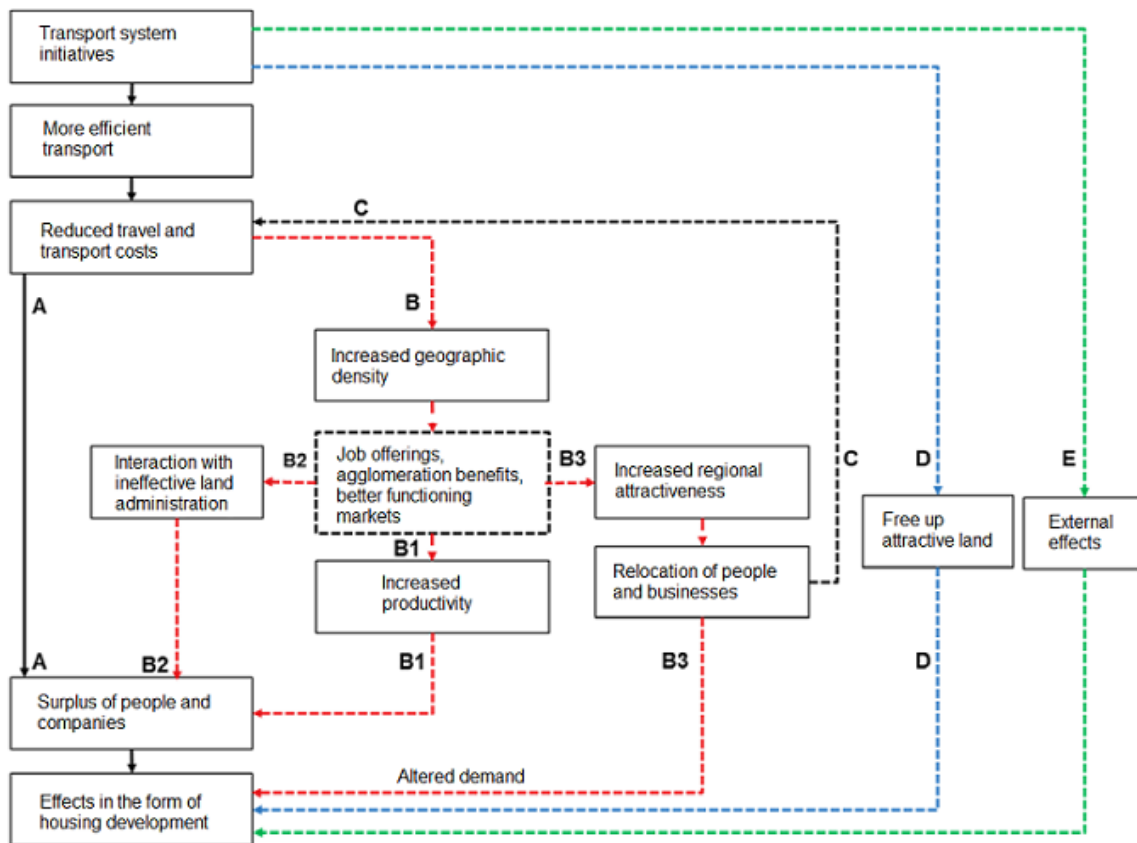 Transport system
initiatives
More efficient
transport
C
Reduced travel and
transport costs
A
B
Increased geographic
density
B2
Job offerings,
agglomeration benefits,
better functioning
markets
B3
Interaction with
ineffective land
administration
Increased regional
attractiveness
C
D
E
Free up
attractive land
External
effects
B1
Increased
productivity
Relocation of people
and businesses
A
B2
B1
B3
D
Surplus of people and
companies
Altered demand
Effects in the form of
housing development